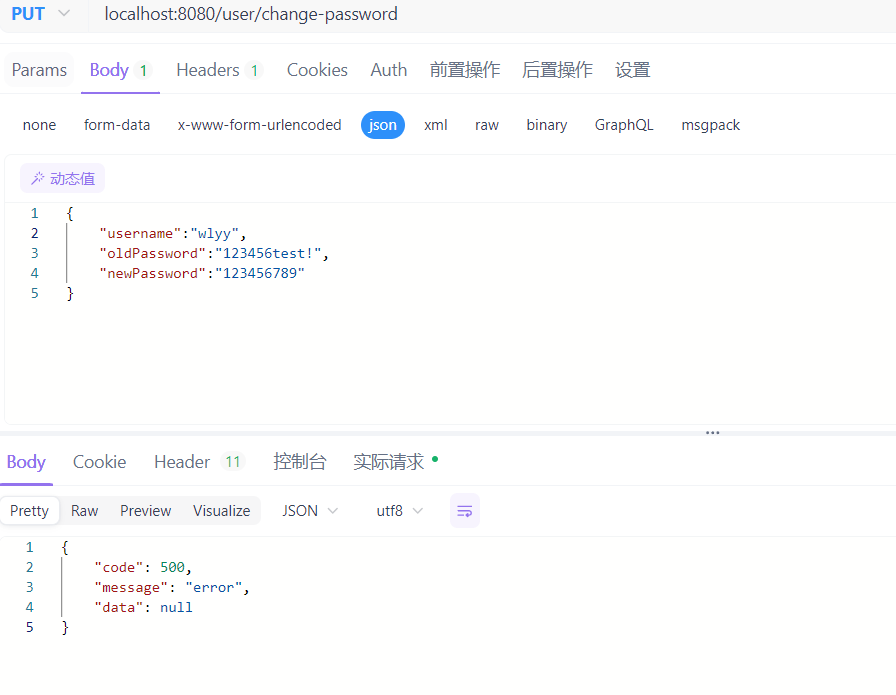 PUT localhost:8080/user/change-password
Params Body 1 Headers 1 Cookies Auth 前置操作 后置操作 设置
none form-data x-www-form-urlencoded json xml raw binary GraphQL msgpack
动态值
1 {
2 "username":"wlyy",
3 "oldPassword":"123456test!",
4 "newPassword":"123456789"
5 }
Body Cookie Header 11 控制台 实际请求
Pretty Raw Preview Visualize JSON utf8
1 {
2 "code": 500,
3 "message": "error",
4 "data": null
5 }